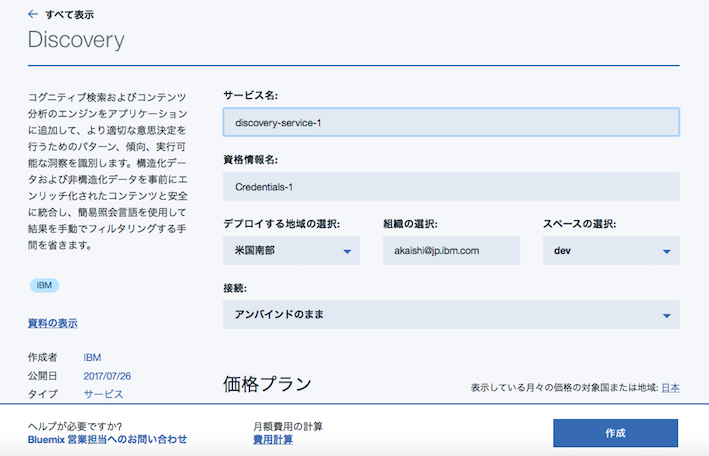 ← すべて表示
Discovery
コグニティブ検索およびコンテンツ
分析のエンジンをアプリケーション
に追加して、より適切な意思決定を
行うためのパターン、傾向、実行可
能な洞察を識別します。構造化デー
タおよび非構造化データを事前にエ
ンリッチ化されたコンテンツと安全
に統合し、簡易照会言語を使用して
結果を手動でフィルタリングする手
間を省きます。
IBM
資料の表示
作成者 IBM
公開日 2017/07/26
タイプ サービス
サービス名:
discovery-service-1
資格情報名:
Credentials-1
デプロイする地域の選択: 組織の選択: スペースの選択:
米国南部 akaishi@jp.ibm.com dev
接続:
アンバインドのまま
価格プラン 表示している月々の価格の対象国または地域: 日本
ヘルプが必要ですか? 月額費用の計算
Bluemix 営業担当へのお問い合わせ 費用計算
作成